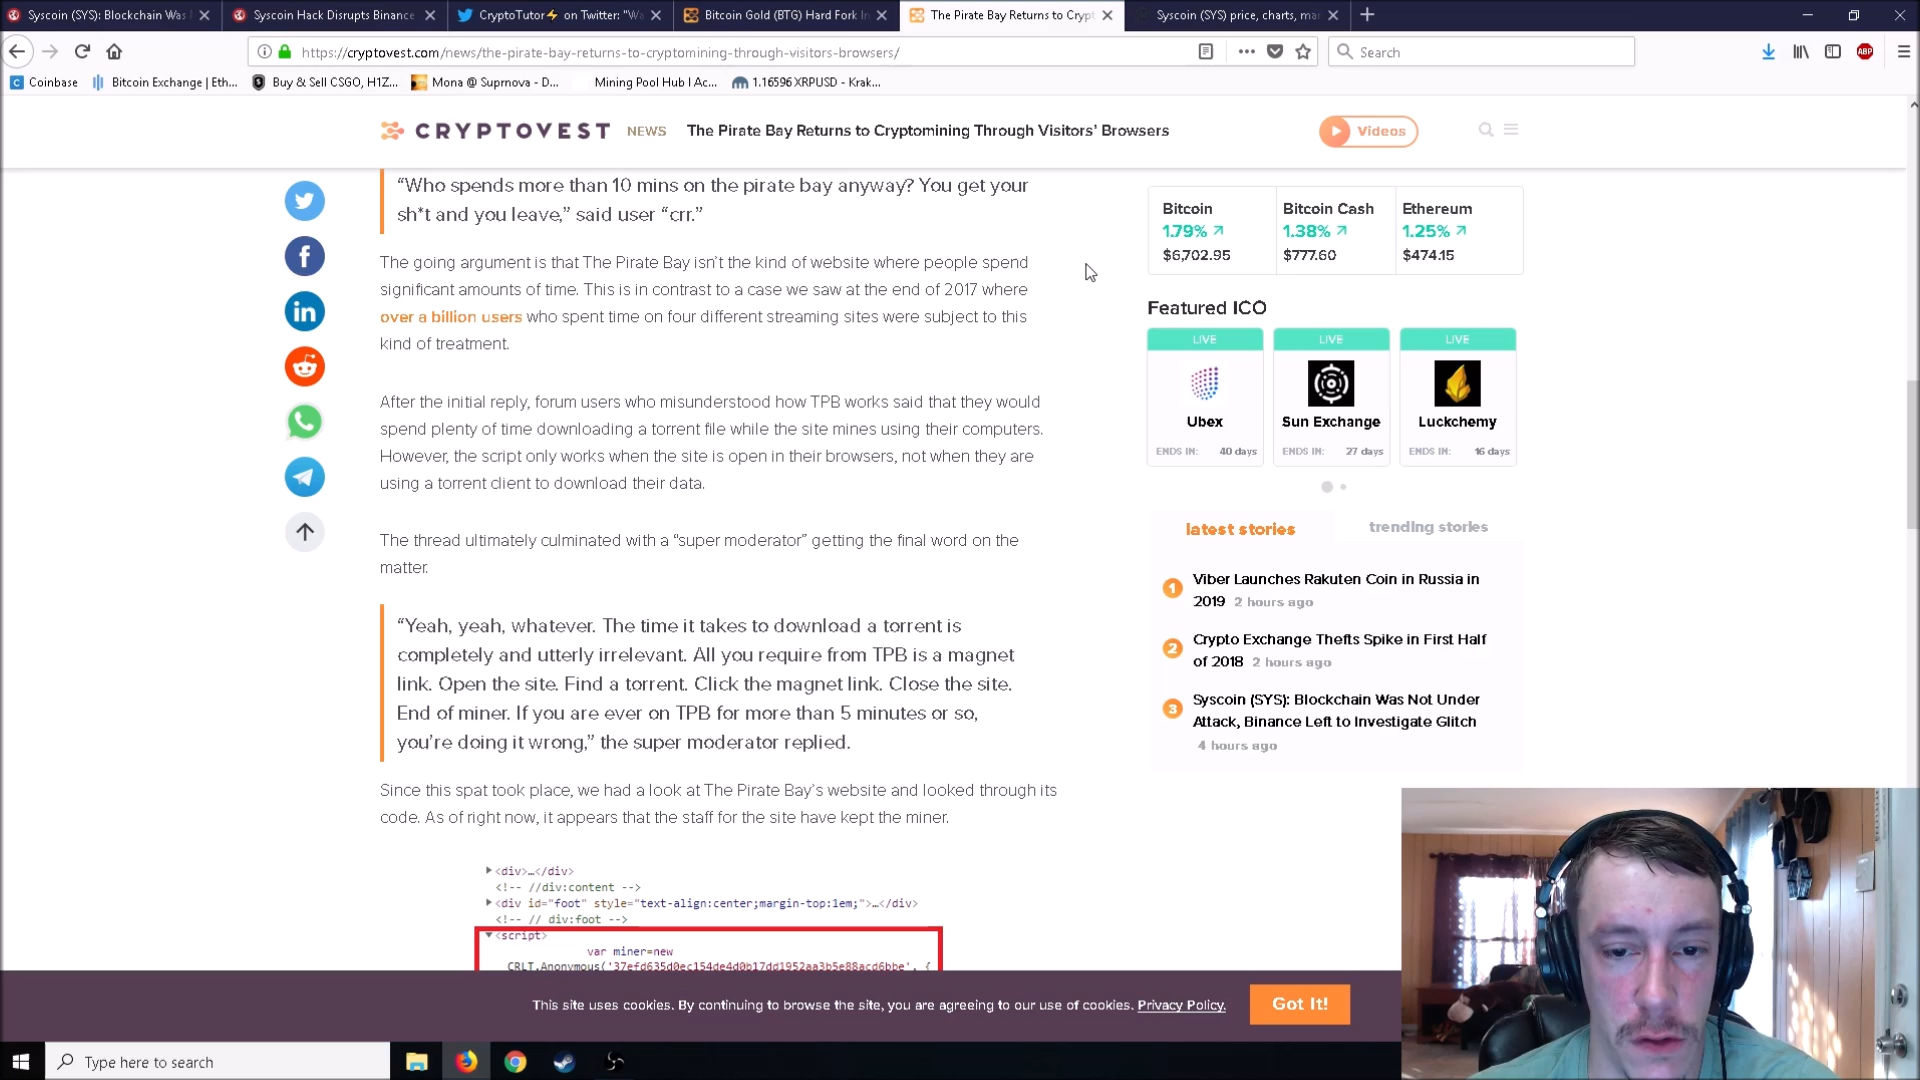 Syscoin (SYS): Blockchain Was
Syscoin Hack Disrupts Binance
CryptoTutor⚡ on Twitter: "Wa
Bitcoin Gold (BTG) Hard Fork In
The Pirate Bay Returns to Crypt
Syscoin (SYS) price, charts, ma
https://cryptovest.com/news/the-pirate-bay-returns-to-cryptomining-through-visitors-browsers/
Search
ABP
Coinbase
Bitcoin Exchange | Eth...
Buy & Sell CSGO, H1Z...
Mona @ Suprnova - D...
Mining Pool Hub | Ac...
1.16596 XRPUSD - Krak...
CRYPTOVEST
NEWS
The Pirate Bay Returns to Cryptomining Through Visitors' Browsers
Videos
“Who spends more than 10 mins on the pirate bay anyway? You get your
sh*t and you leave,” said user “crr.”
The going argument is that The Pirate Bay isn’t the kind of website where people spend
significant amounts of time. This is in contrast to a case we saw at the end of 2017 where
over a billion users who spent time on four different streaming sites were subject to this
kind of treatment.
After the initial reply, forum users who misunderstood how TPB works said that they would
spend plenty of time downloading a torrent file while the site mines using their computers.
However, the script only works when the site is open in their browsers, not when they are
using a torrent client to download their data.
The thread ultimately culminated with a “super moderator” getting the final word on the
matter.
“Yeah, yeah, whatever. The time it takes to download a torrent is
completely and utterly irrelevant. All you require from TPB is a magnet
link. Open the site. Find a torrent. Click the magnet link. Close the site.
End of miner. If you are ever on TPB for more than 5 minutes or so,
you’re doing it wrong,” the super moderator replied.
Since this spat took place, we had a look at The Pirate Bay’s website and looked through its
code. As of right now, it appears that the staff for the site have kept the miner.
<div>…</div>
<!-- //div:content -->
<div id="foot" style="text-align:center;margin-top:1em;">…</div>
<!-- // div:foot -->
<script>
var miner=new
CRLT.Anonymous('37efd635d0ec154de4d0b17dd1952aa3b5e88acd6bbe', {
Bitcoin
1.79%
$6,702.95
Bitcoin Cash
1.38%
$777.60
Ethereum
1.25%
$474.15
Featured ICO
LIVE
Ubex
ENDS IN: 40 days
LIVE
Sun Exchange
ENDS IN: 27 days
LIVE
Luckchemy
ENDS IN: 16 days
latest stories
trending stories
1
Viber Launches Rakuten Coin in Russia in
2019 2 hours ago
2
Crypto Exchange Thefts Spike in First Half
of 2018 2 hours ago
3
Syscoin (SYS): Blockchain Was Not Under
Attack, Binance Left to Investigate Glitch
4 hours ago
This site uses cookies. By continuing to browse the site, you are agreeing to our use of cookies. Privacy Policy.
Got It!
Type here to search